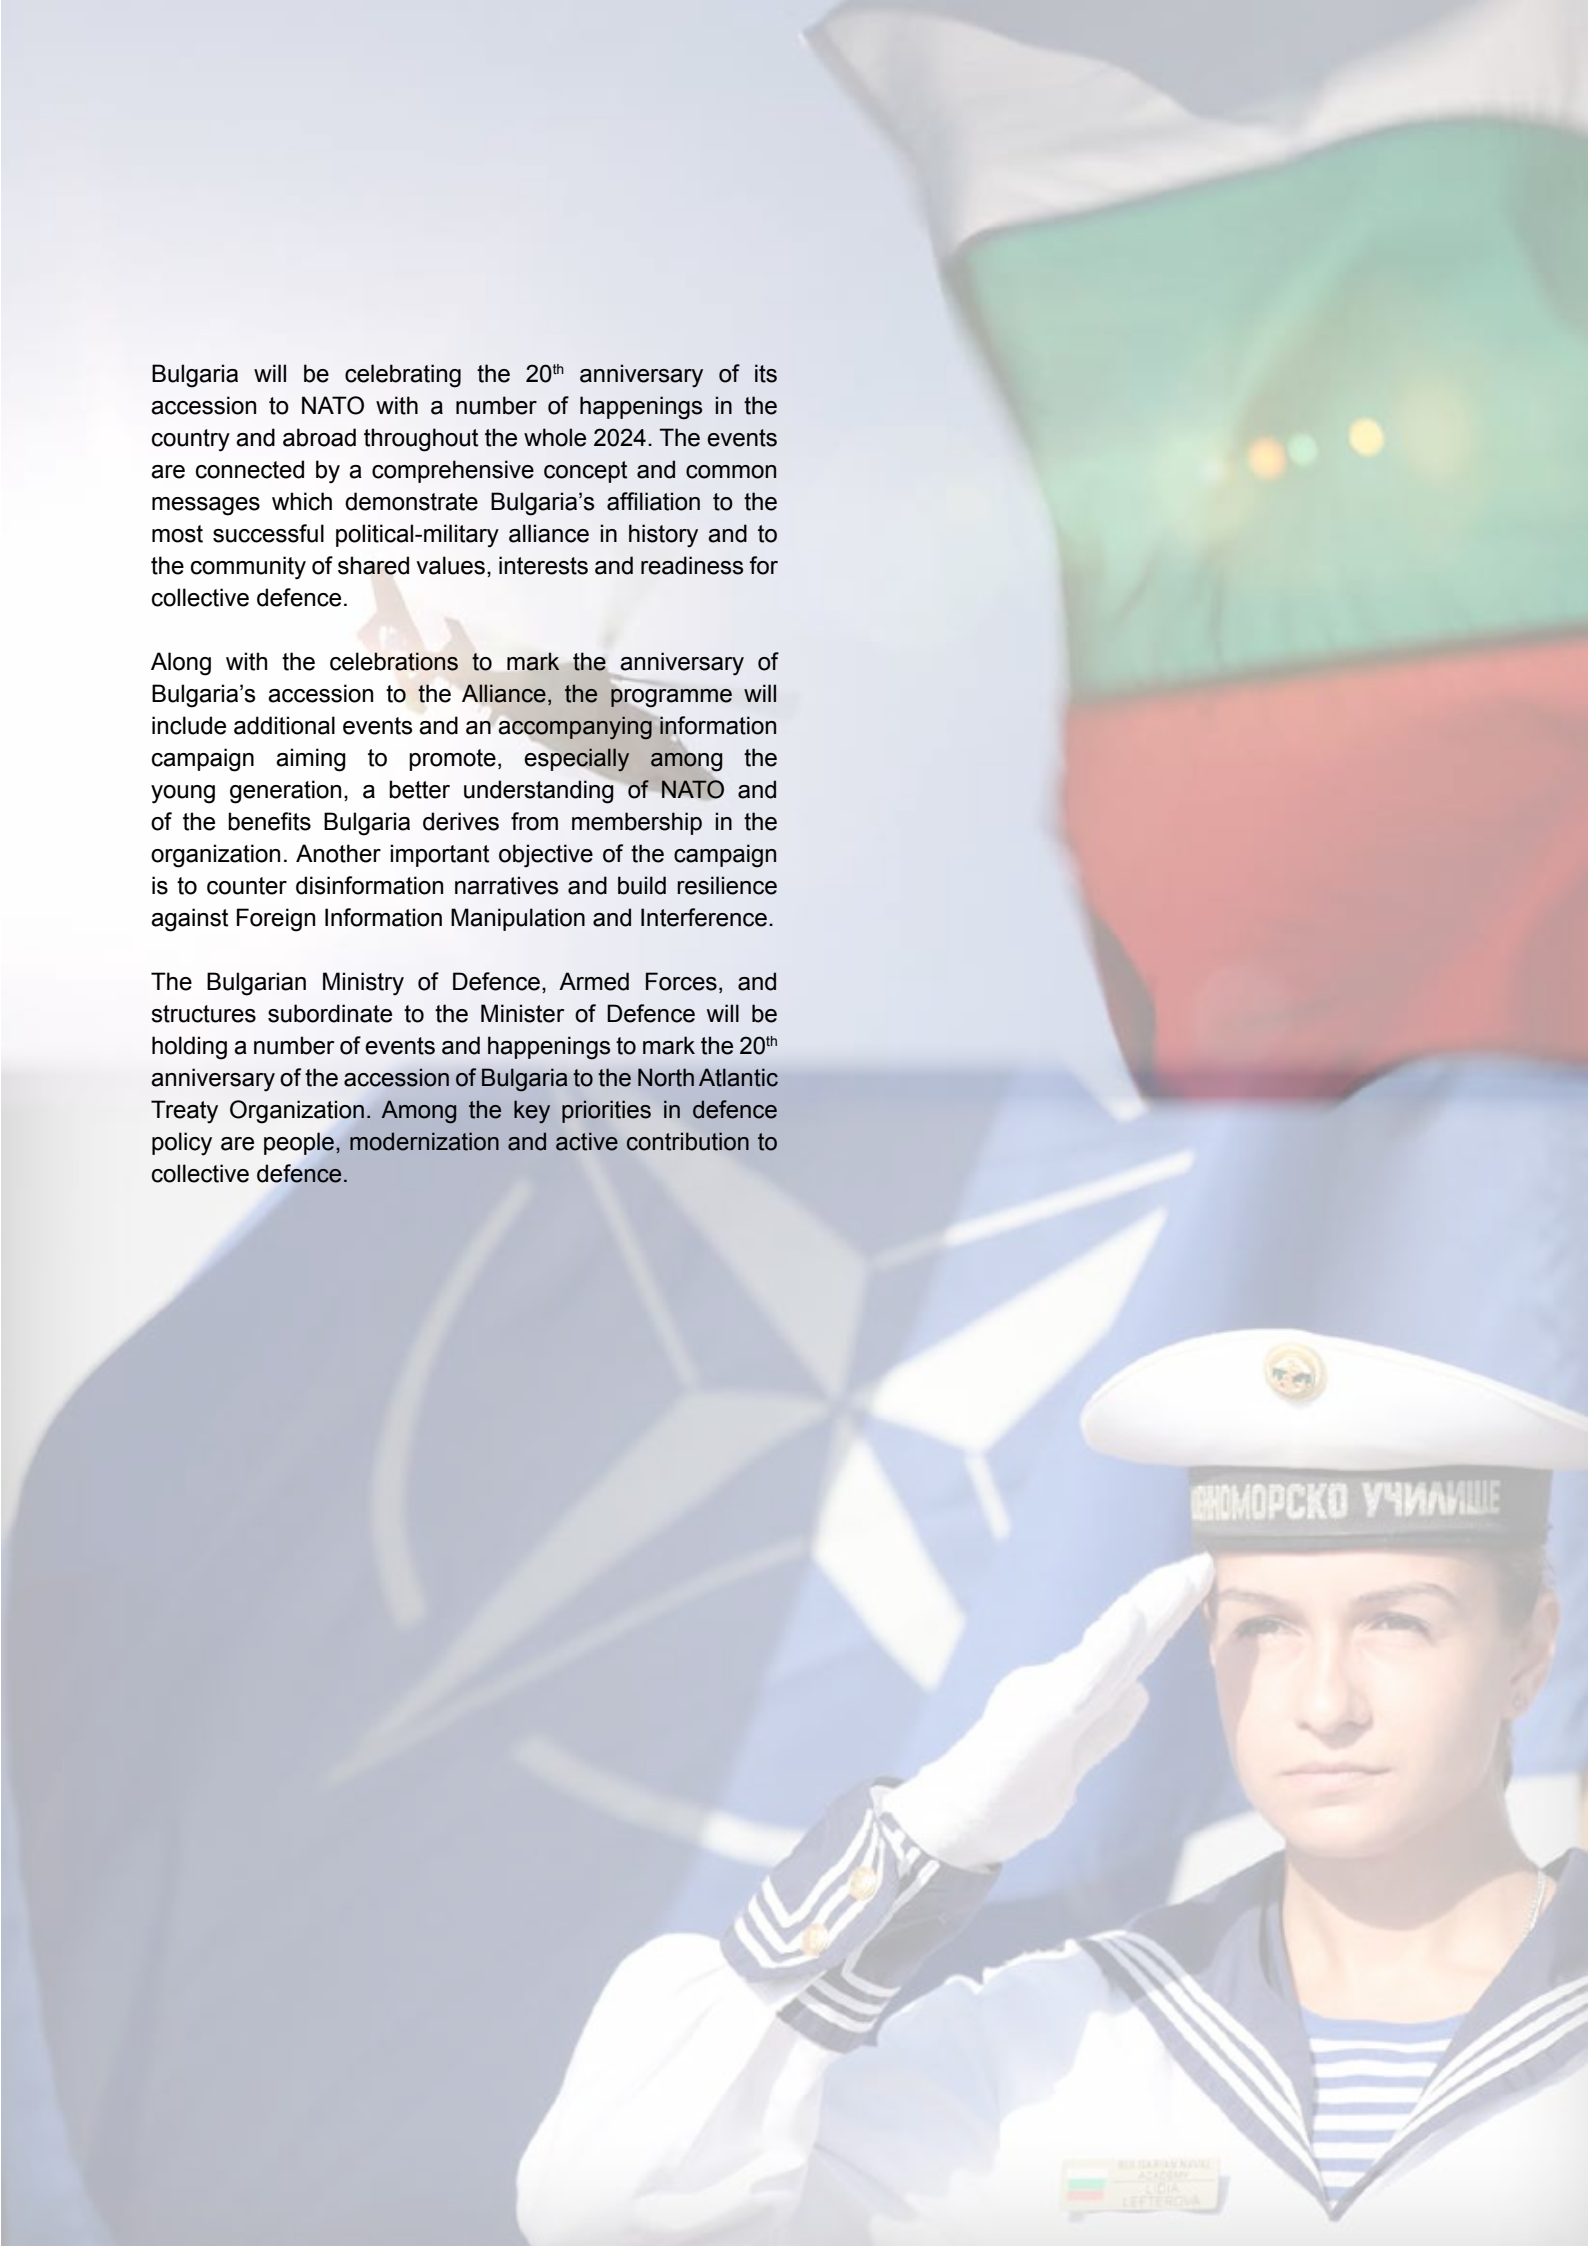 Bulgaria will be celebrating the 20th anniversary of its
accession to NATO with a number of happenings in the
country and abroad throughout the whole 2024. The events
are connected by a comprehensive concept and common
messages which demonstrate Bulgaria’s affiliation to the
most successful political-military alliance in history and to
the community of shared values, interests and readiness for
collective defence.
Along with the celebrations to mark the anniversary of
Bulgaria’s accession to the Alliance, the programme will
include additional events and an accompanying information
campaign aiming to promote, especially among the
young generation, a better understanding of NATO and
of the benefits Bulgaria derives from membership in the
organization. Another important objective of the campaign
is to counter disinformation narratives and build resilience
against Foreign Information Manipulation and Interference.
The Bulgarian Ministry of Defence, Armed Forces, and
structures subordinate to the Minister of Defence will be
holding a number of events and happenings to mark the 20th
anniversary of the accession of Bulgaria to the North Atlantic
Treaty Organization. Among the key priorities in defence
policy are people, modernization and active contribution to
collective defence.
УЧИЛИЩЕ
BULGARIAN NAVAL
ACADEMY
LIDIA
LEFTEROVA